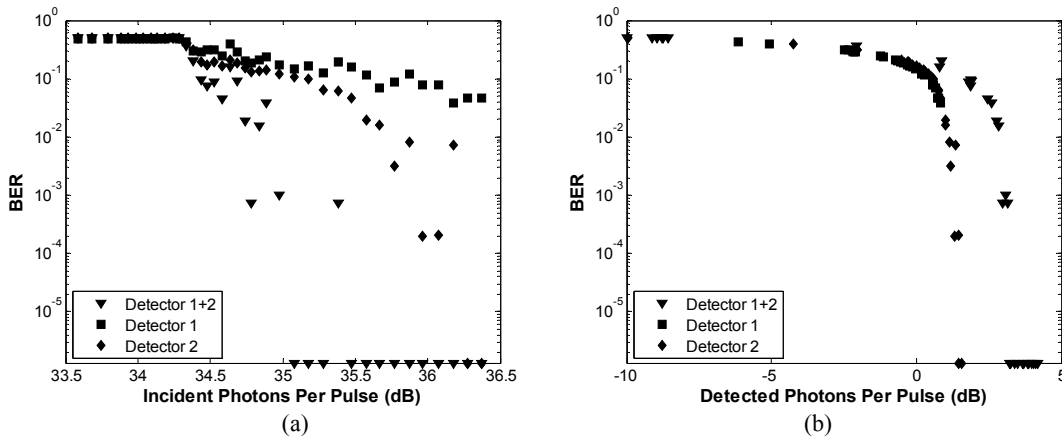 10^0
10^-1
10^-2
10^-3
10^-4
10^-5
BER
33.5 34 34.5 35 35.5 36 36.5
Incident Photons Per Pulse (dB)
Detector 1+2
Detector 1
Detector 2
(a)
10^0
10^-1
10^-2
10^-3
10^-4
10^-5
BER
-10 -5 0 5
Detected Photons Per Pulse (dB)
Detector 1+2
Detector 1
Detector 2
(b)